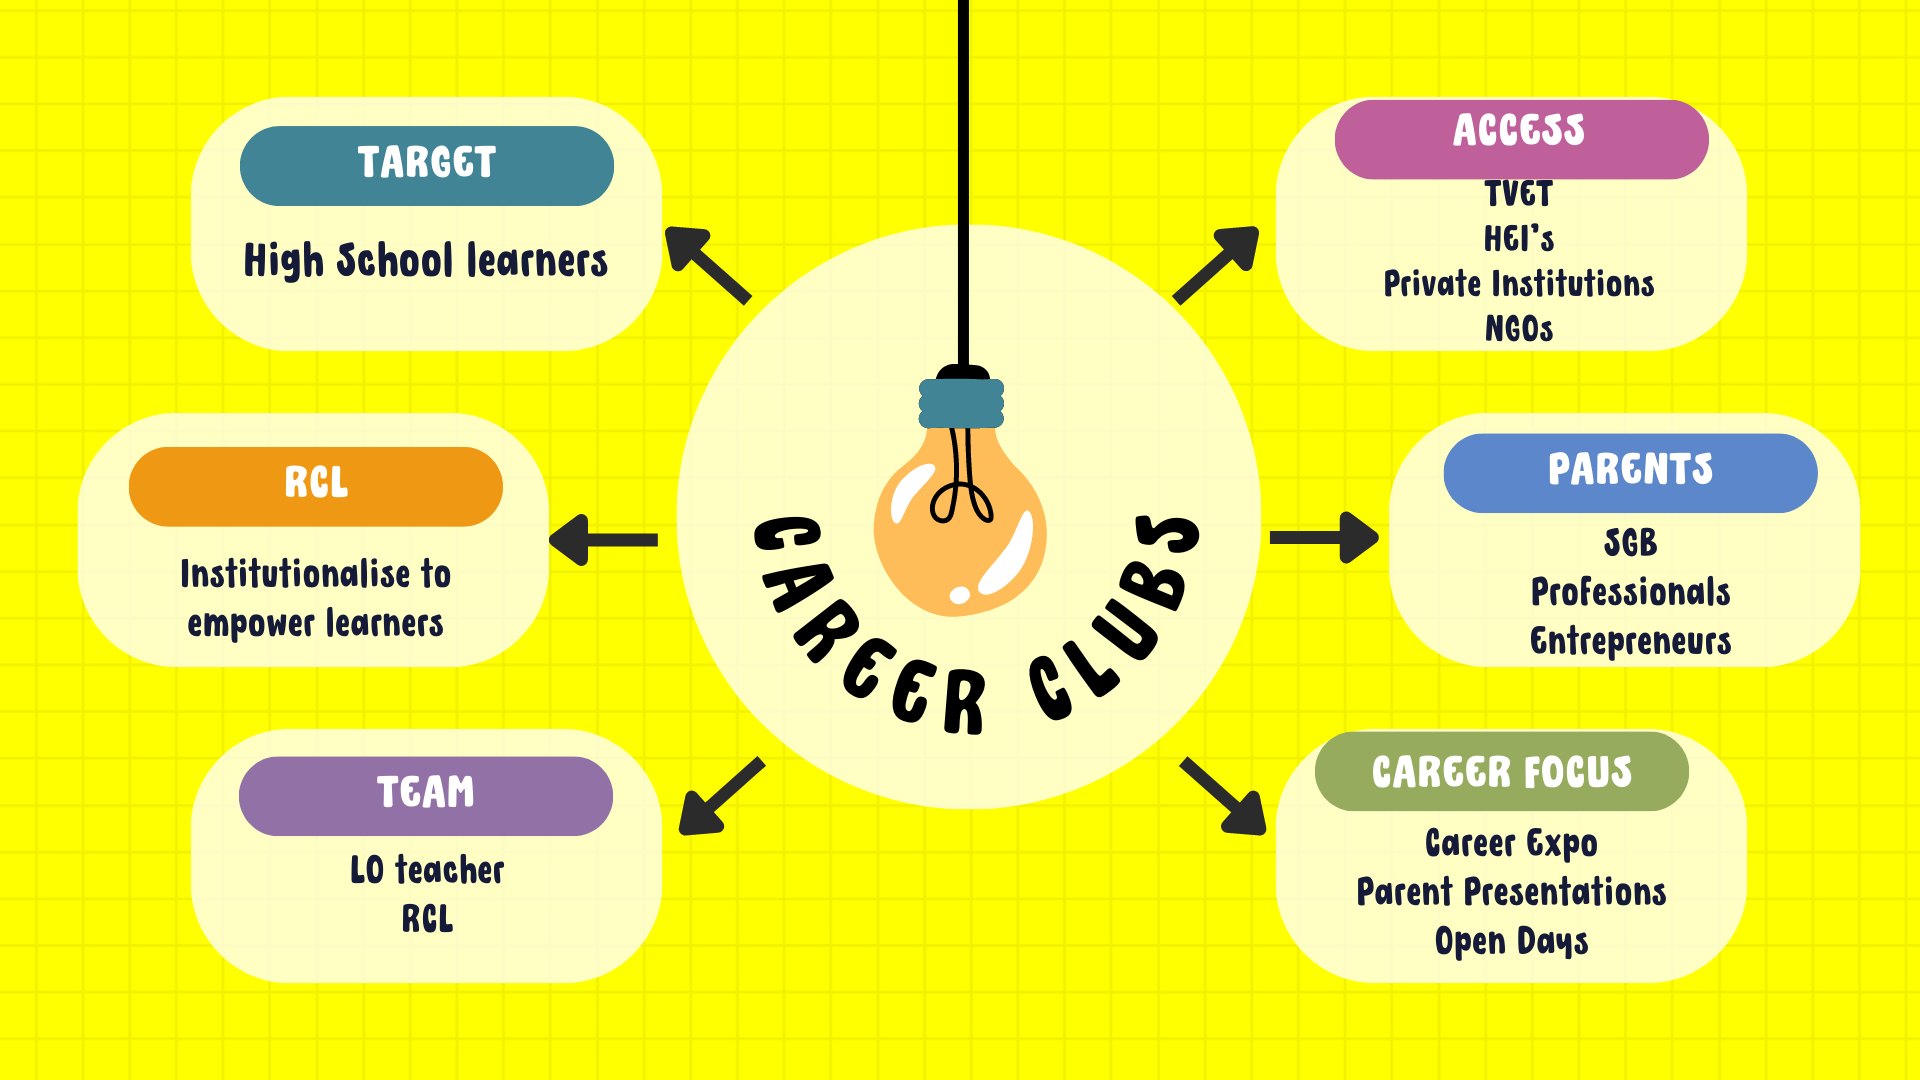 TARGET
High School learners
RCL
Institutionalise to
empower learners
TEAM
LO teacher
RCL
CAREER CLUBS
ACCESS
TVET
HEI's
Private Institutions
NGOs
PARENTS
SGB
Professionals
Entrepreneurs
CAREER FOCUS
Career Expo
Parent Presentations
Open Days